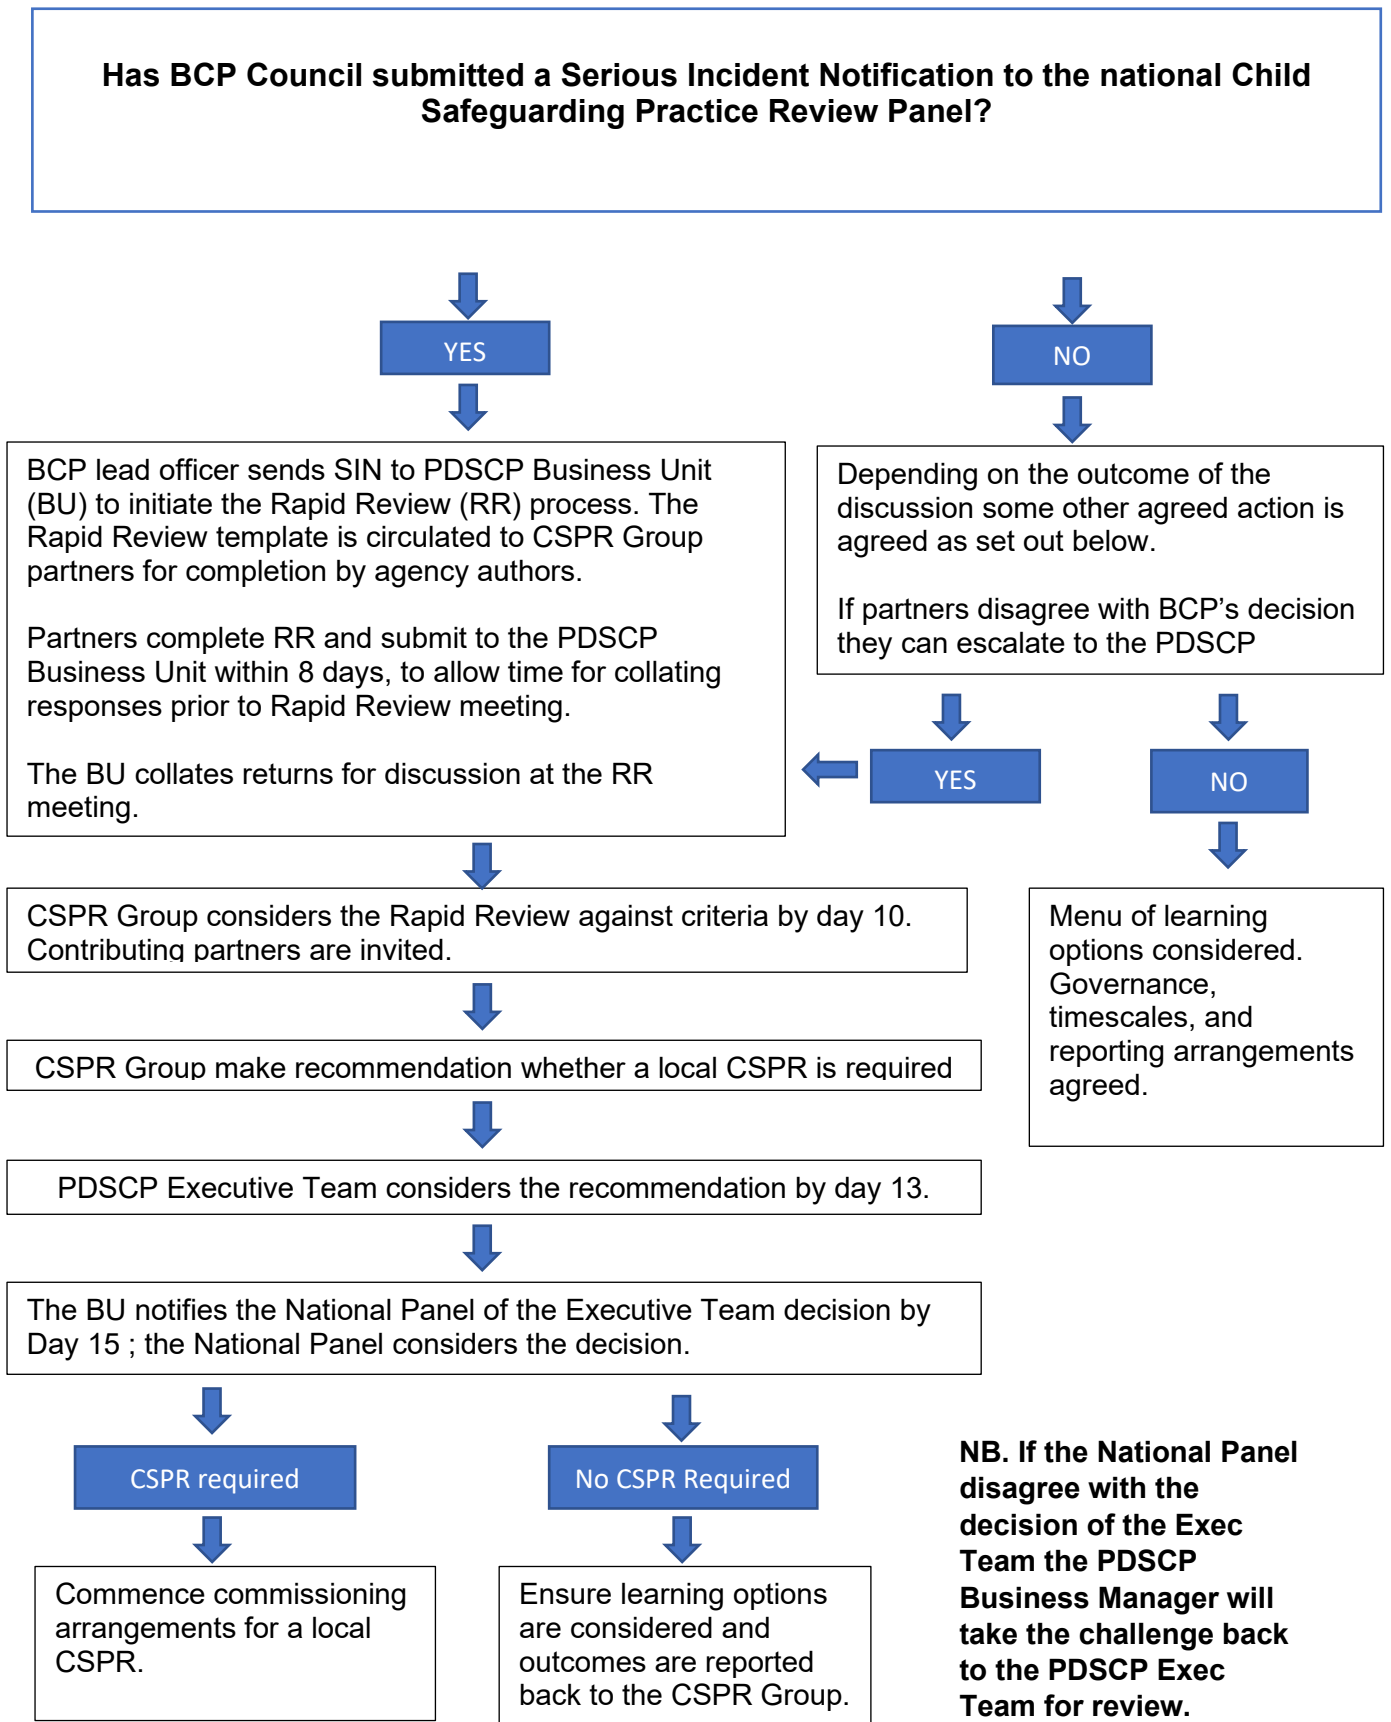 Has BCP Council submitted a Serious Incident Notification to the national Child
Safeguarding Practice Review Panel?
YES
NO
BCP lead officer sends SIN to PDSCP Business Unit
(BU) to initiate the Rapid Review (RR) process. The
Rapid Review template is circulated to CSPR Group
partners for completion by agency authors.
Partners complete RR and submit to the PDSCP
Business Unit within 8 days, to allow time for collating
responses prior to Rapid Review meeting.
The BU collates returns for discussion at the RR
meeting.
Depending on the outcome of the
discussion some other agreed action is
agreed as set out below.
If partners disagree with BCP’s decision
they can escalate to the PDSCP
YES
NO
CSPR Group considers the Rapid Review against criteria by day 10.
Contributing partners are invited.
Menu of learning
options considered.
Governance,
timescales, and
reporting arrangements
agreed.
CSPR Group make recommendation whether a local CSPR is required
PDSCP Executive Team considers the recommendation by day 13.
The BU notifies the National Panel of the Executive Team decision by
Day 15 ; the National Panel considers the decision.
CSPR required
No CSPR Required
Commence commissioning
arrangements for a local
CSPR.
Ensure learning options
are considered and
outcomes are reported
back to the CSPR Group.
NB. If the National Panel
disagree with the
decision of the Exec
Team the PDSCP
Business Manager will
take the challenge back
to the PDSCP Exec
Team for review.